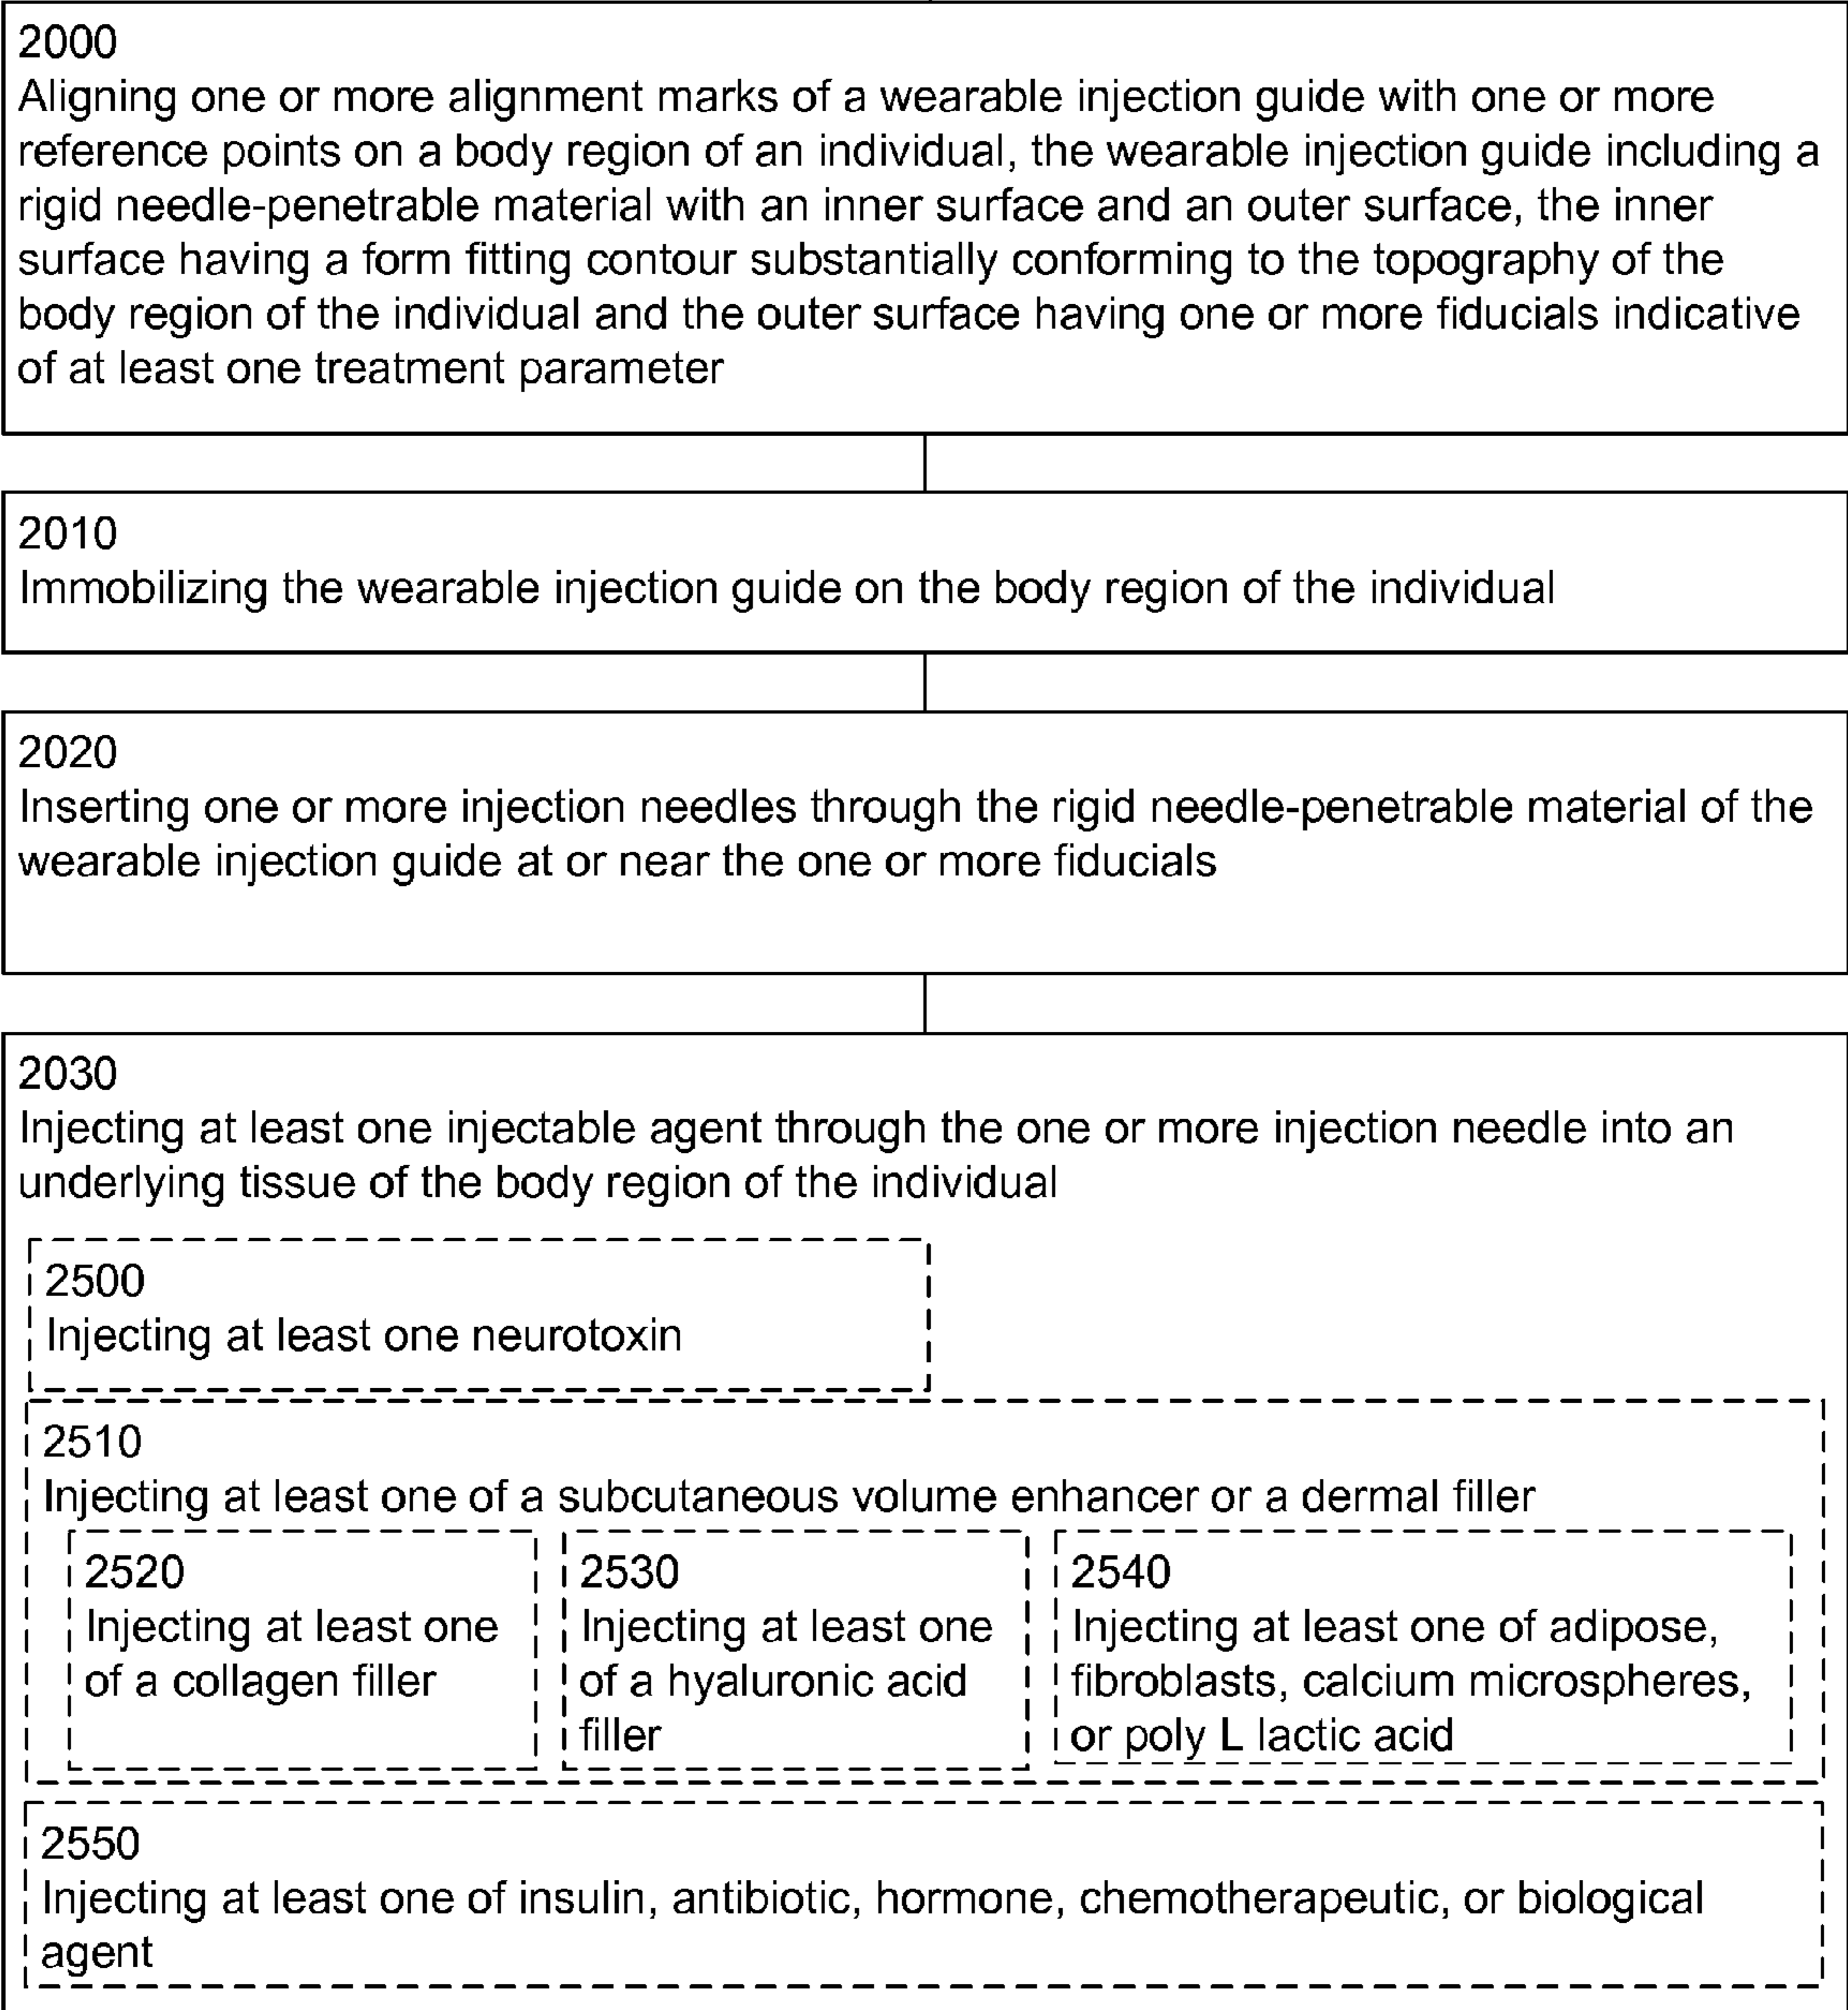 2000
Aligning one or more alignment marks of a wearable injection guide with one or more
reference points on a body region of an individual, the wearable injection guide including a
rigid needle-penetrable material with an inner surface and an outer surface, the inner
surface having a form fitting contour substantially conforming to the topography of the
body region of the individual and the outer surface having one or more fiducials indicative
of at least one treatment parameter
2010
Immobilizing the wearable injection guide on the body region of the individual
2020
Inserting one or more injection needles through the rigid needle-penetrable material of the
wearable injection guide at or near the one or more fiducials
2030
Injecting at least one injectable agent through the one or more injection needle into an
underlying tissue of the body region of the individual
2500
Injecting at least one neurotoxin
2510
Injecting at least one of a subcutaneous volume enhancer or a dermal filler
2520
Injecting at least one
of a collagen filler
2530
Injecting at least one
of a hyaluronic acid
filler
2540
Injecting at least one of adipose,
fibroblasts, calcium microspheres,
or poly L lactic acid
2550
Injecting at least one of insulin, antibiotic, hormone, chemotherapeutic, or biological
agent